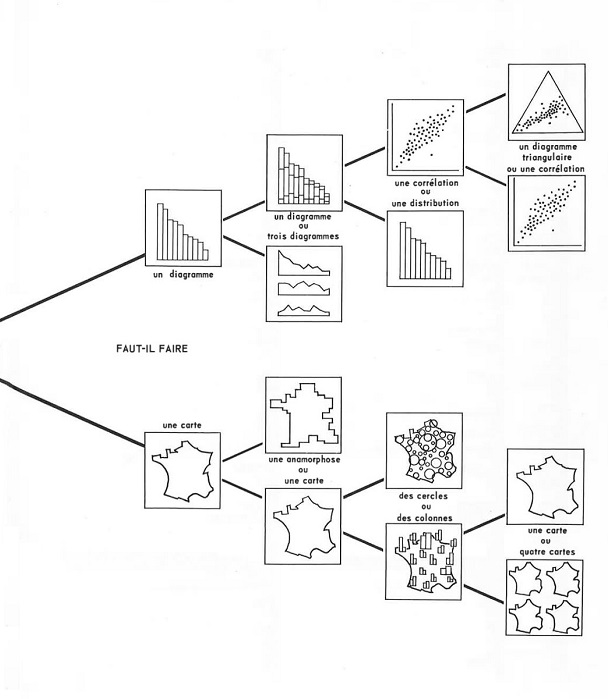 un diagramme
triangulaire
ou une corrélation
une corrélation
ou
une distribution
un diagramme
ou
trois diagrammes
un diagramme
FAUT-IL FAIRE
une carte
une anamorphose
ou
une carte
des cercles
ou
des colonnes
une carte
ou
quatre cartes